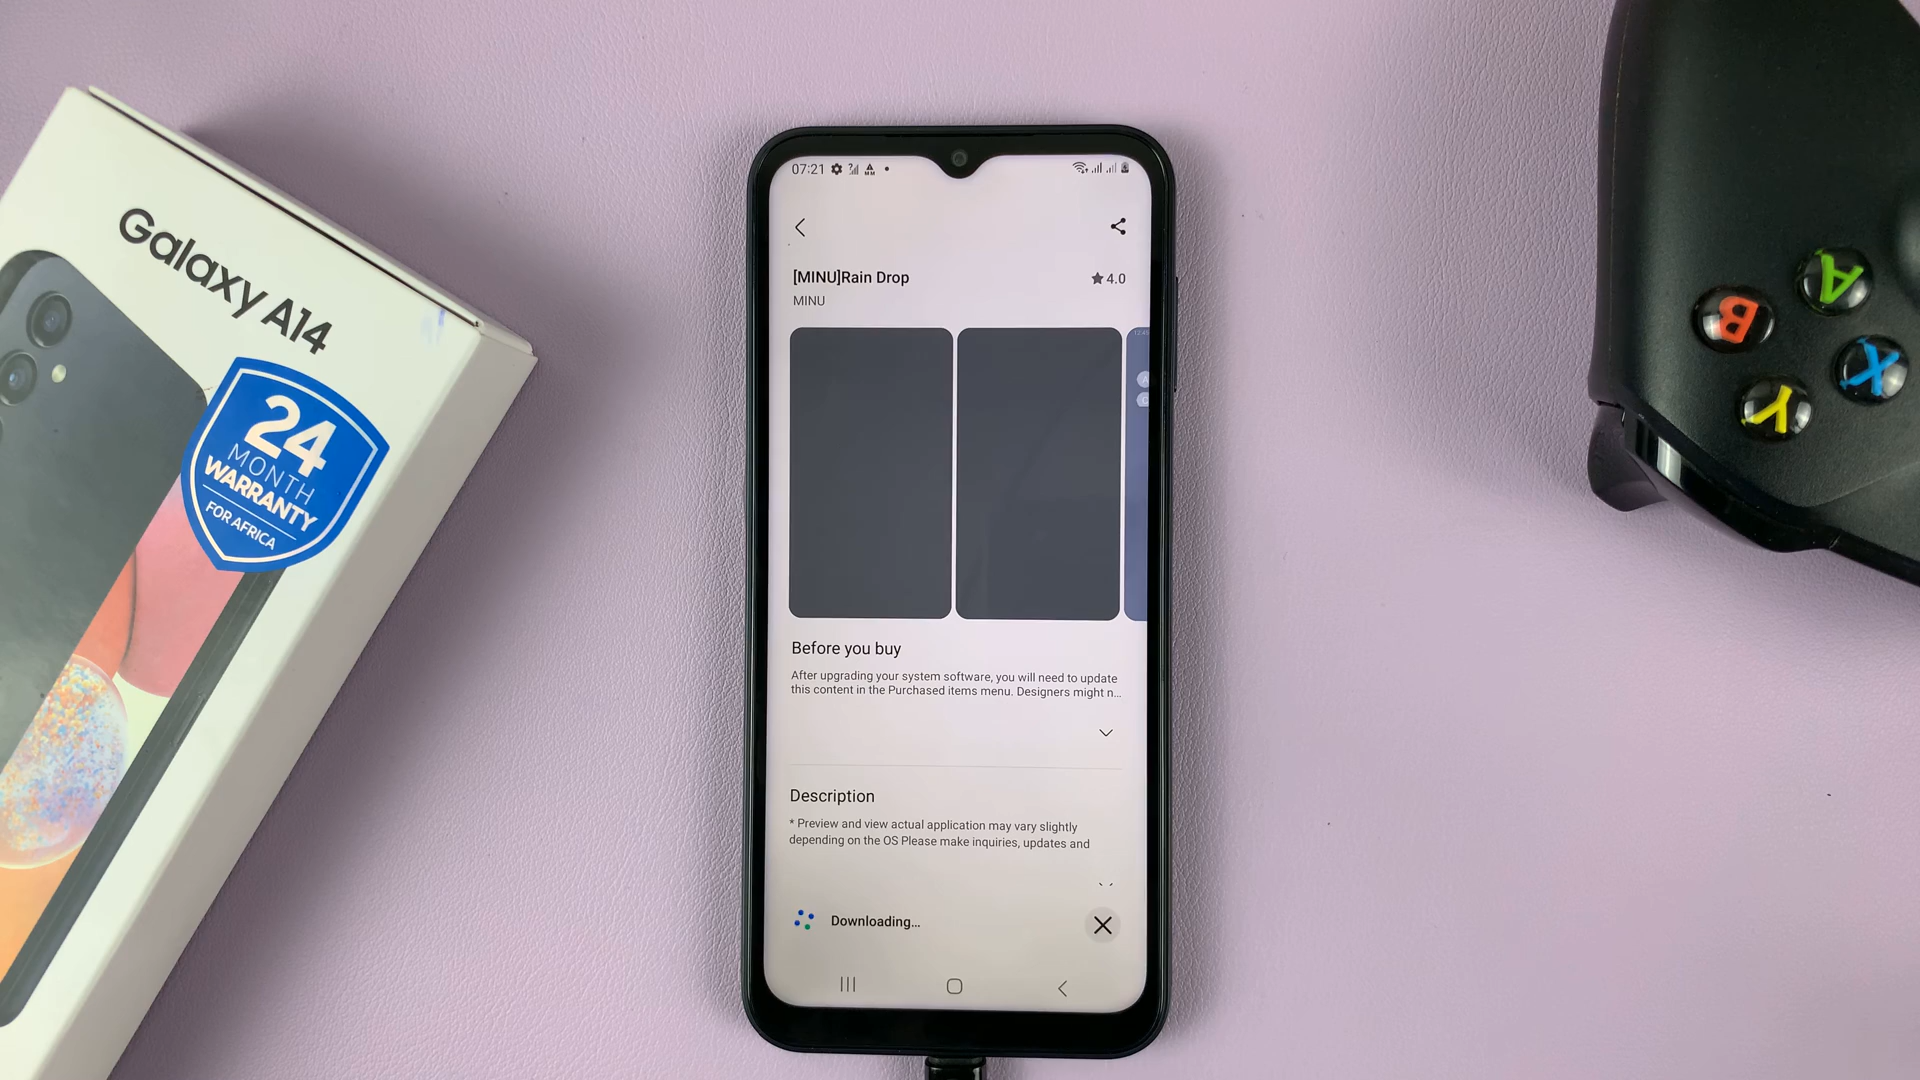 Galaxy A14
24
MONTH
WARRANTY
FOR AFRICA
07:21
[MINU]Rain Drop
★ 4.0
MINU
Before you buy
After upgrading your system software, you will need to update
this content in the Purchased items menu. Designers might n...
Description
* Preview and view actual application may vary slightly
depending on the OS Please make inquiries, updates and
Downloading...
A
B
X
Y